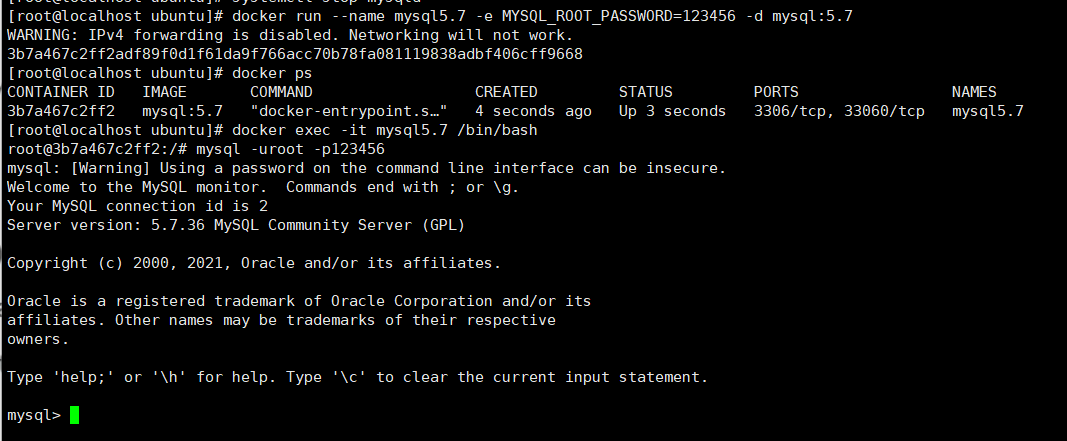 [root@localhost ubuntu]# systemctl stop mysqld
[root@localhost ubuntu]# docker run --name mysql5.7 -e MYSQL_ROOT_PASSWORD=123456 -d mysql:5.7
WARNING: IPv4 forwarding is disabled. Networking will not work.
3b7a467c2ff2adf89f0d1f61da9f766acc70b78fa081119838adbf406cff9668
[root@localhost ubuntu]# docker ps
CONTAINER ID   IMAGE       COMMAND                  CREATED         STATUS         PORTS                 NAMES
3b7a467c2ff2   mysql:5.7   "docker-entrypoint.s…"   4 seconds ago   Up 3 seconds   3306/tcp, 33060/tcp   mysql5.7
[root@localhost ubuntu]# docker exec -it mysql5.7 /bin/bash
root@3b7a467c2ff2:/# mysql -uroot -p123456
mysql: [Warning] Using a password on the command line interface can be insecure.
Welcome to the MySQL monitor.  Commands end with ; or \g.
Your MySQL connection id is 2
Server version: 5.7.36 MySQL Community Server (GPL)
Copyright (c) 2000, 2021, Oracle and/or its affiliates.
Oracle is a registered trademark of Oracle Corporation and/or its
affiliates. Other names may be trademarks of their respective
owners.
Type 'help;' or '\h' for help. Type '\c' to clear the current input statement.
mysql>